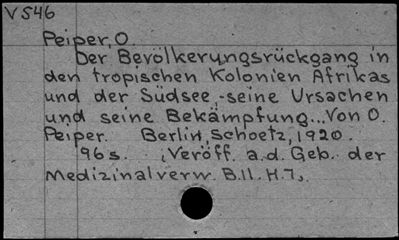 V546
Peiper, O
Der Bevölkerungsrückgang in
den tropischen Kolonien Afrikas
und der Südsee, - seine Ursachen
und seine Bekämpfung... Von O.
Peiper. Berlin, Schoetz, 1920.
96s. (Veröff. a.d. Geb. der
Medizinalverw. B.11. H.7,